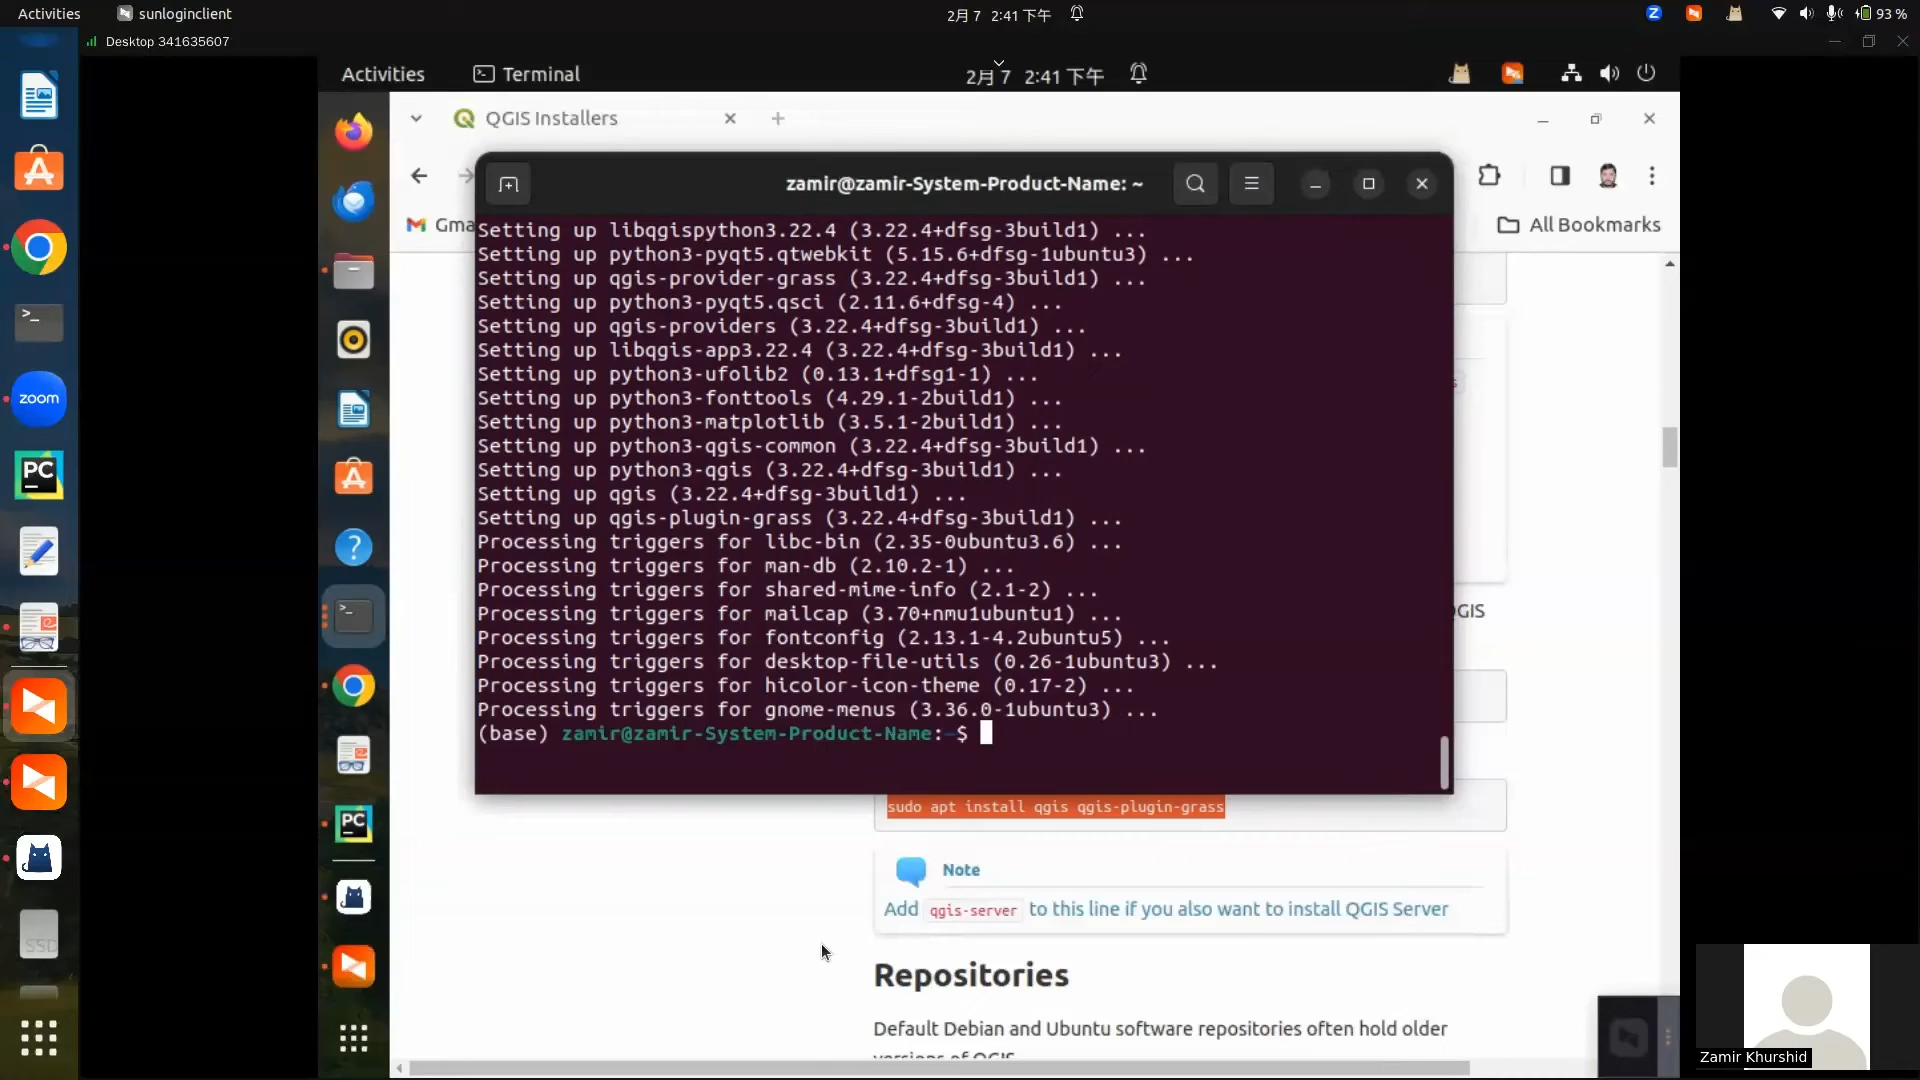 Activities
sunloginclient
2月 7 2:41 下午
93 %
Desktop 341635607
Activities
Terminal
2月 7 2:41 下午
QGIS Installers
zamir@zamir-System-Product-Name: ~
Gma
All Bookmarks
Setting up libqgispython3.22.4 (3.22.4+dfsg-3build1) ...
Setting up python3-pyqt5.qtwebkit (5.15.6+dfsg-1ubuntu3) ...
Setting up qgis-provider-grass (3.22.4+dfsg-3build1) ...
Setting up python3-pyqt5.qsci (2.11.6+dfsg-4) ...
Setting up qgis-providers (3.22.4+dfsg-3build1) ...
Setting up libqgis-app3.22.4 (3.22.4+dfsg-3build1) ...
Setting up python3-ufolib2 (0.13.1+dfsg1-1) ...
Setting up python3-fonttools (4.29.1-2build1) ...
Setting up python3-matplotlib (3.5.1-2build1) ...
Setting up python3-qgis-common (3.22.4+dfsg-3build1) ...
Setting up python3-qgis (3.22.4+dfsg-3build1) ...
Setting up qgis (3.22.4+dfsg-3build1) ...
Setting up qgis-plugin-grass (3.22.4+dfsg-3build1) ...
Processing triggers for libc-bin (2.35-0ubuntu3.6) ...
Processing triggers for man-db (2.10.2-1) ...
Processing triggers for shared-mime-info (2.1-2) ...
Processing triggers for mailcap (3.70+nmu1ubuntu1) ...
Processing triggers for fontconfig (2.13.1-4.2ubuntu5) ...
Processing triggers for desktop-file-utils (0.26-1ubuntu3) ...
Processing triggers for hicolor-icon-theme (0.17-2) ...
Processing triggers for gnome-menus (3.36.0-1ubuntu3) ...
(base) zamir@zamir-System-Product-Name:~$
zoom
PC
PC
SSD
sudo apt install qgis qgis-plugin-grass
Note
Add qgis-server to this line if you also want to install QGIS Server
Repositories
Default Debian and Ubuntu software repositories often hold older
versions of QGIS
Zamir Khurshid